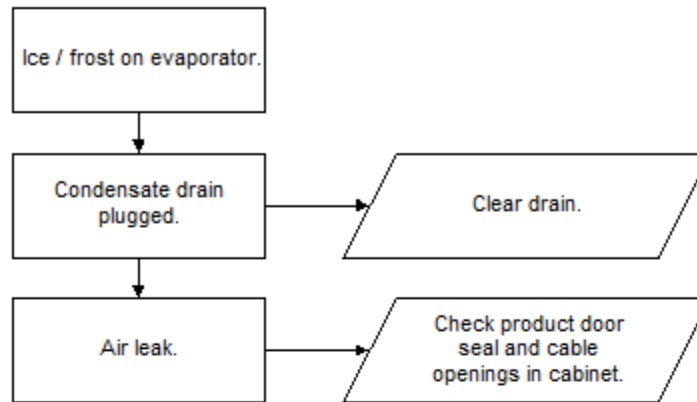 Ice / frost on evaporator.
Condensate drain
plugged.
Clear drain.
Air leak.
Check product door
seal and cable
openings in cabinet.